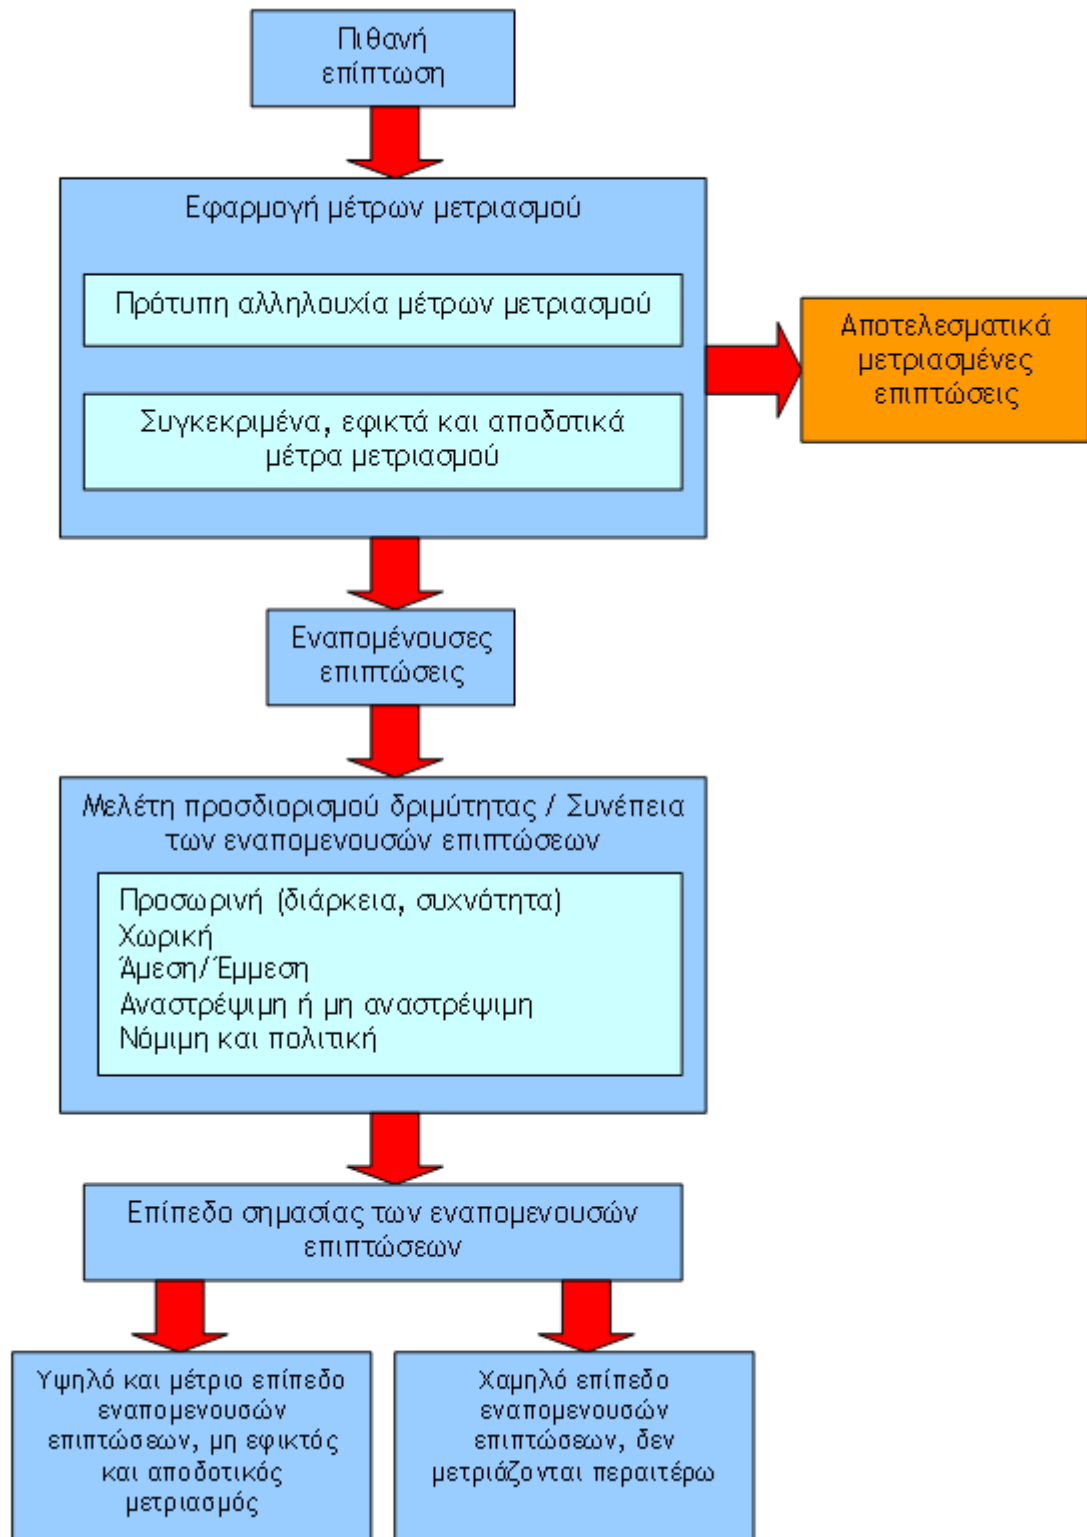 Πιθανή
επίπτωση
Εφαρμογή μέτρων μετριασμού
Πρότυπη αλληλουχία μέτρων μετριασμού
Συγκεκριμένα, εφικτά και αποδοτικά
μέτρα μετριασμού
Αποτελεσματικά
μετριασμένες
επιπτώσεις
Εναπομένουσες
επιπτώσεις
Μελέτη προσδιορισμού δριμύτητας / Συνέπεια
των εναπομενουσών επιπτώσεων
Προσωρινή (διάρκεια, συχνότητα)
Χωρική
Άμεση/Έμμεση
Αναστρέψιμη ή μη αναστρέψιμη
Νόμιμη και πολιτική
Επίπεδο σημασίας των εναπομενουσών
επιπτώσεων
Υψηλό και μέτριο επίπεδο
εναπομενουσών
επιπτώσεων, μη εφικτός
και αποδοτικός
μετριασμός
Χαμηλό επίπεδο
εναπομενουσών
επιπτώσεων, δεν
μετριάζονται περαιτέρω